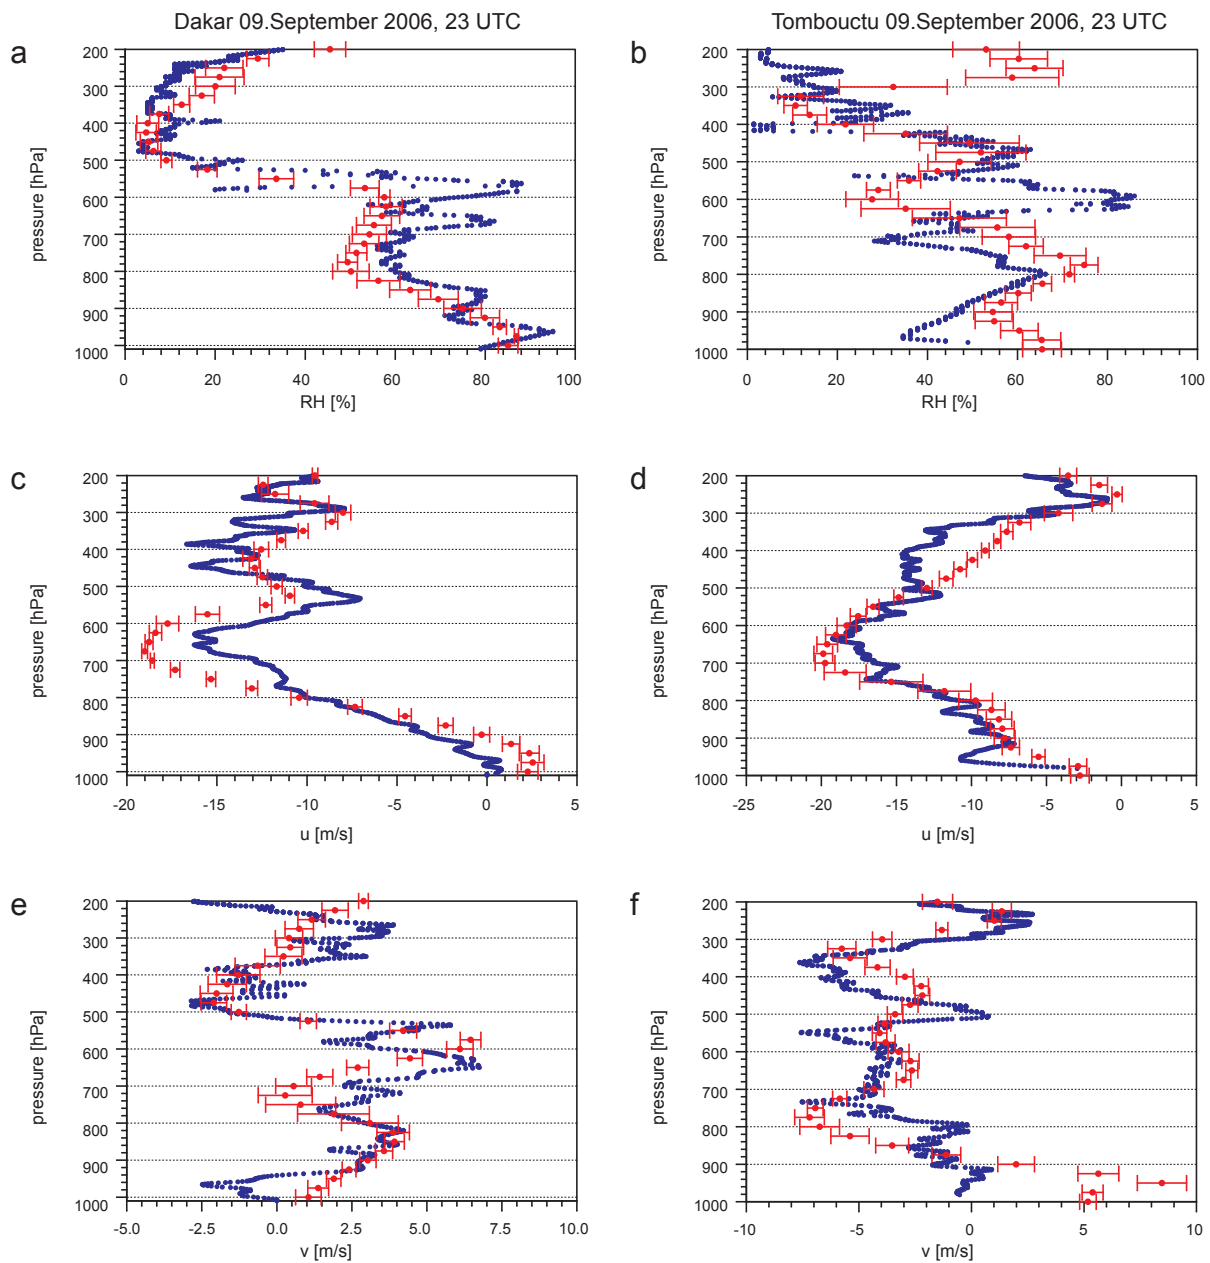 Dakar 09.September 2006, 23 UTC
Tombouctu 09.September 2006, 23 UTC
a
200
300
400
500
600
700
800
900
1000
pressure [hPa]
0 20 40 60 80 100
RH [%]
b
200
300
400
500
600
700
800
900
1000
pressure [hPa]
0 20 40 60 80 100
RH [%]
c
200
300
400
500
600
700
800
900
1000
pressure [hPa]
-20 -15 -10 -5 0 5
u [m/s]
d
200
300
400
500
600
700
800
900
1000
pressure [hPa]
-25 -20 -15 -10 -5 0 5
u [m/s]
e
200
300
400
500
600
700
800
900
1000
pressure [hPa]
-5.0 -2.5 0.0 2.5 5.0 7.5 10.0
v [m/s]
f
200
300
400
500
600
700
800
900
1000
pressure [hPa]
-10 -5 0 5 10
v [m/s]